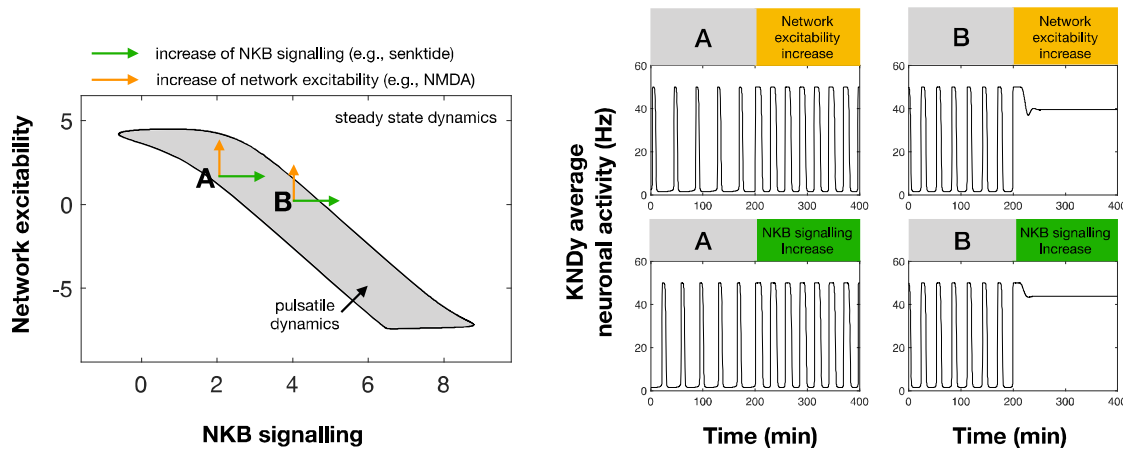 increase of NKB signalling (e.g., senktide)
increase of network excitability (e.g., NMDA)
steady state dynamics
5
0
-5
A
B
pulsatile
dynamics
0
2
4
6
8
Network excitability
NKB signalling
A
Network
excitability
increase
B
Network
excitability
increase
60
40
20
0
0
100
200
300
400
60
40
20
0
0
100
200
300
400
A
NKB signalling
Increase
B
NKB signalling
Increase
60
40
20
0
0
100
200
300
400
60
40
20
0
0
100
200
300
400
KNDy average
neuronal activity (Hz)
Time (min)
Time (min)